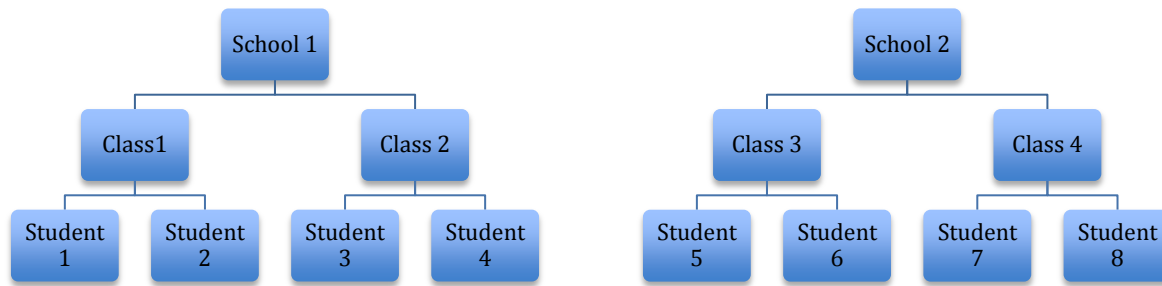 School 1
School 2
Class1
Class 2
Class 3
Class 4
Student
1
Student
2
Student
3
Student
4
Student
5
Student
6
Student
7
Student
8